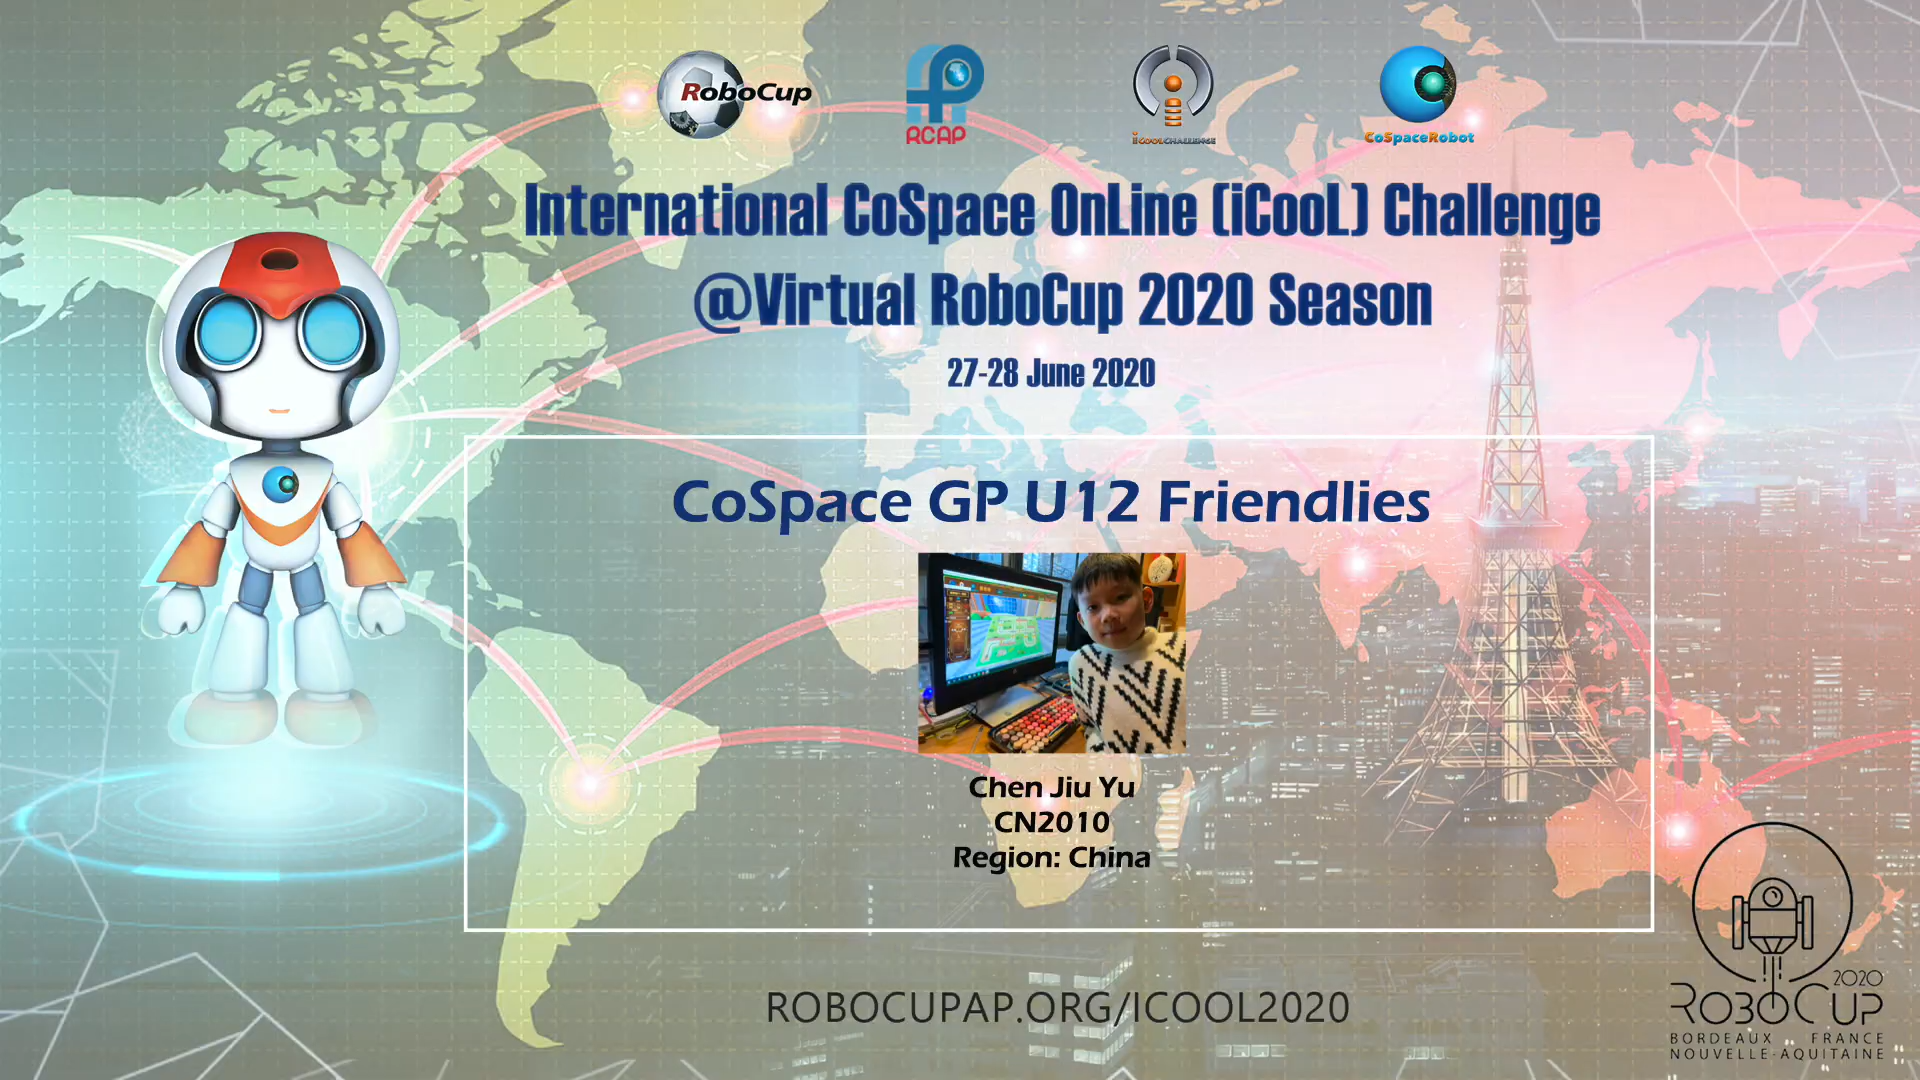 RoboCup
RCAP
iCOOLCHALLENGE
CoSpaceRobot
International CoSpace OnLine (iCooL) Challenge
@Virtual RoboCup 2020 Season
27-28 June 2020
CoSpace GP U12 Friendlies
Chen Jiu Yu
CN2010
Region: China
ROBOCUPAP.ORG/ICOOL2020
2020
ROBOCUP
BORDEAUX FRANCE
NOUVELLE-AQUITAINE